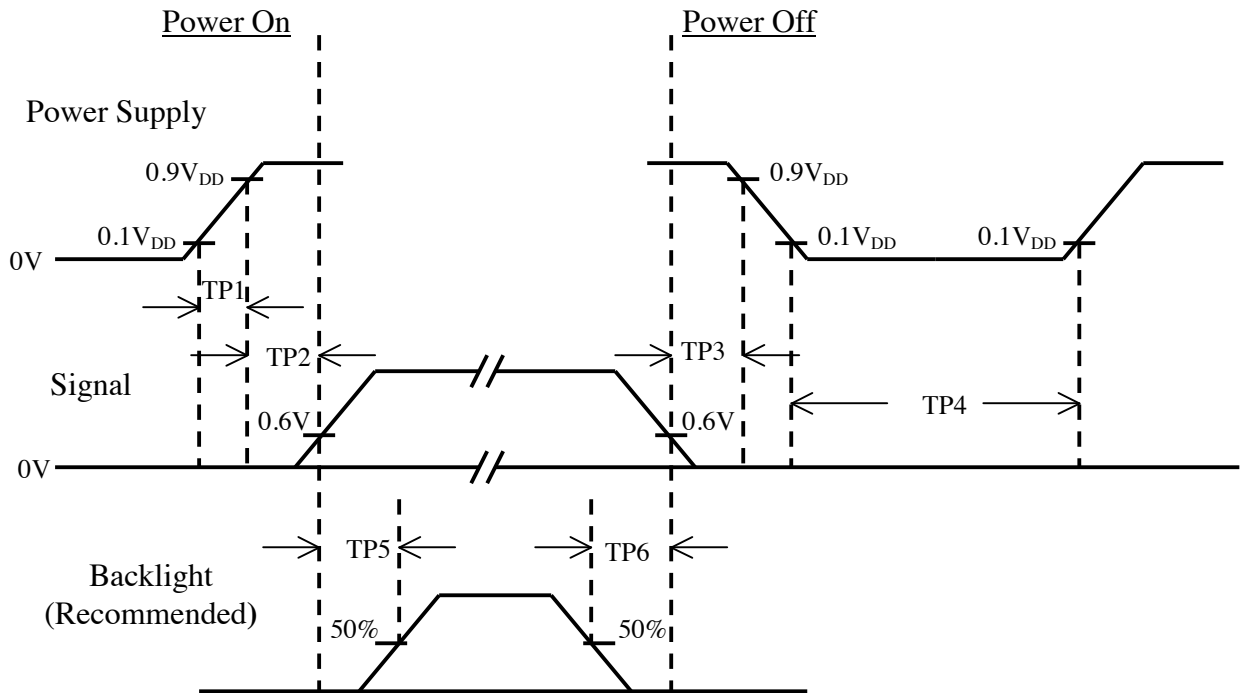 Power On
Power Off
Power Supply
0.9VDD
0.9VDD
0.1VDD
0.1VDD
0.1VDD
0V
TP1
TP2
TP3
Signal
TP4
0.6V
0.6V
0V
TP5
TP6
Backlight
(Recommended)
50%
50%